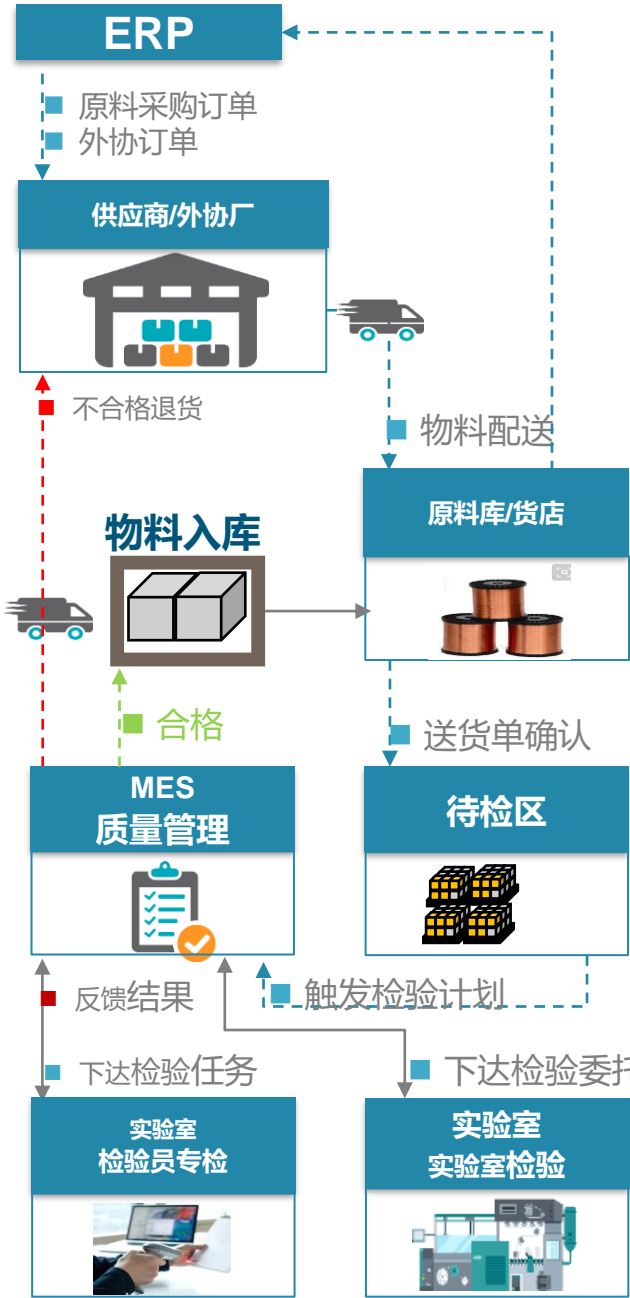 ERP
原料采购订单
外协订单
供应商/外协厂
不合格退货
物料配送
原料库/货店
物料入库
合格
送货单确认
MES
质量管理
待检区
反馈结果
触发检验计划
下达检验任务
下达检验委托
实验室
检验员专检
实验室
实验室检验